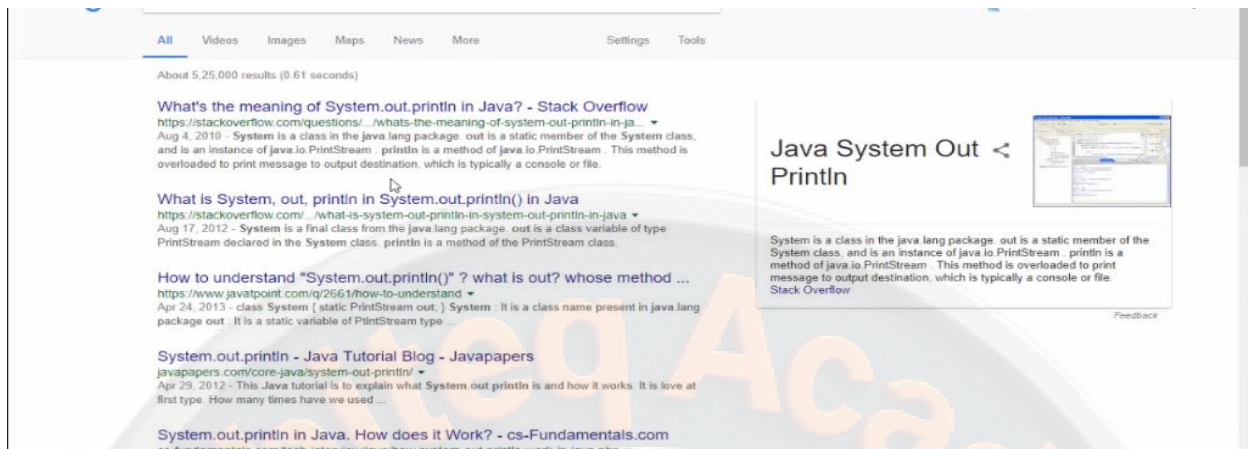 All Videos Images Maps News More Settings Tools
About 5,25,000 results (0.61 seconds)
What's the meaning of System.out.println in Java? - Stack Overflow
https://stackoverflow.com/questions/.../whats-the-meaning-of-system-out-println-in-ja...
Aug 4, 2010 - System is a class in the java.lang package. out is a static member of the System class,
and is an instance of java.io.PrintStream . println is a method of java.io.PrintStream . This method is
overloaded to print message to output destination, which is typically a console or file.
What is System, out, println in System.out.println() in Java
https://stackoverflow.com/.../what-is-system-out-println-in-system-out-println-in-java
Aug 17, 2012 - System is a final class from the java.lang package. out is a class variable of type
PrintStream declared in the System class. println is a method of the PrintStream class.
How to understand "System.out.println()" ? what is out? whose method ...
https://www.javatpoint.com/q/2661/how-to-understand
Apr 24, 2013 - class System { static PrintStream out; } System : It is a class name present in java.lang
package out : It is a static variable of PtintStream type ...
System.out.println - Java Tutorial Blog - Javapapers
javapapers.com/core-java/system-out-println/
Apr 29, 2012 - This Java tutorial is to explain what System.out.println is and how it works. It is love at
first type. How many times have we used ...
System.out.println in Java. How does it Work? - cs-Fundamentals.com
Java System Out
Println
System is a class in the java.lang package. out is a static member of the
System class, and is an instance of java.io.PrintStream . println is a
method of java.io.PrintStream . This method is overloaded to print
message to output destination, which is typically a console or file.
Stack Overflow
Feedback